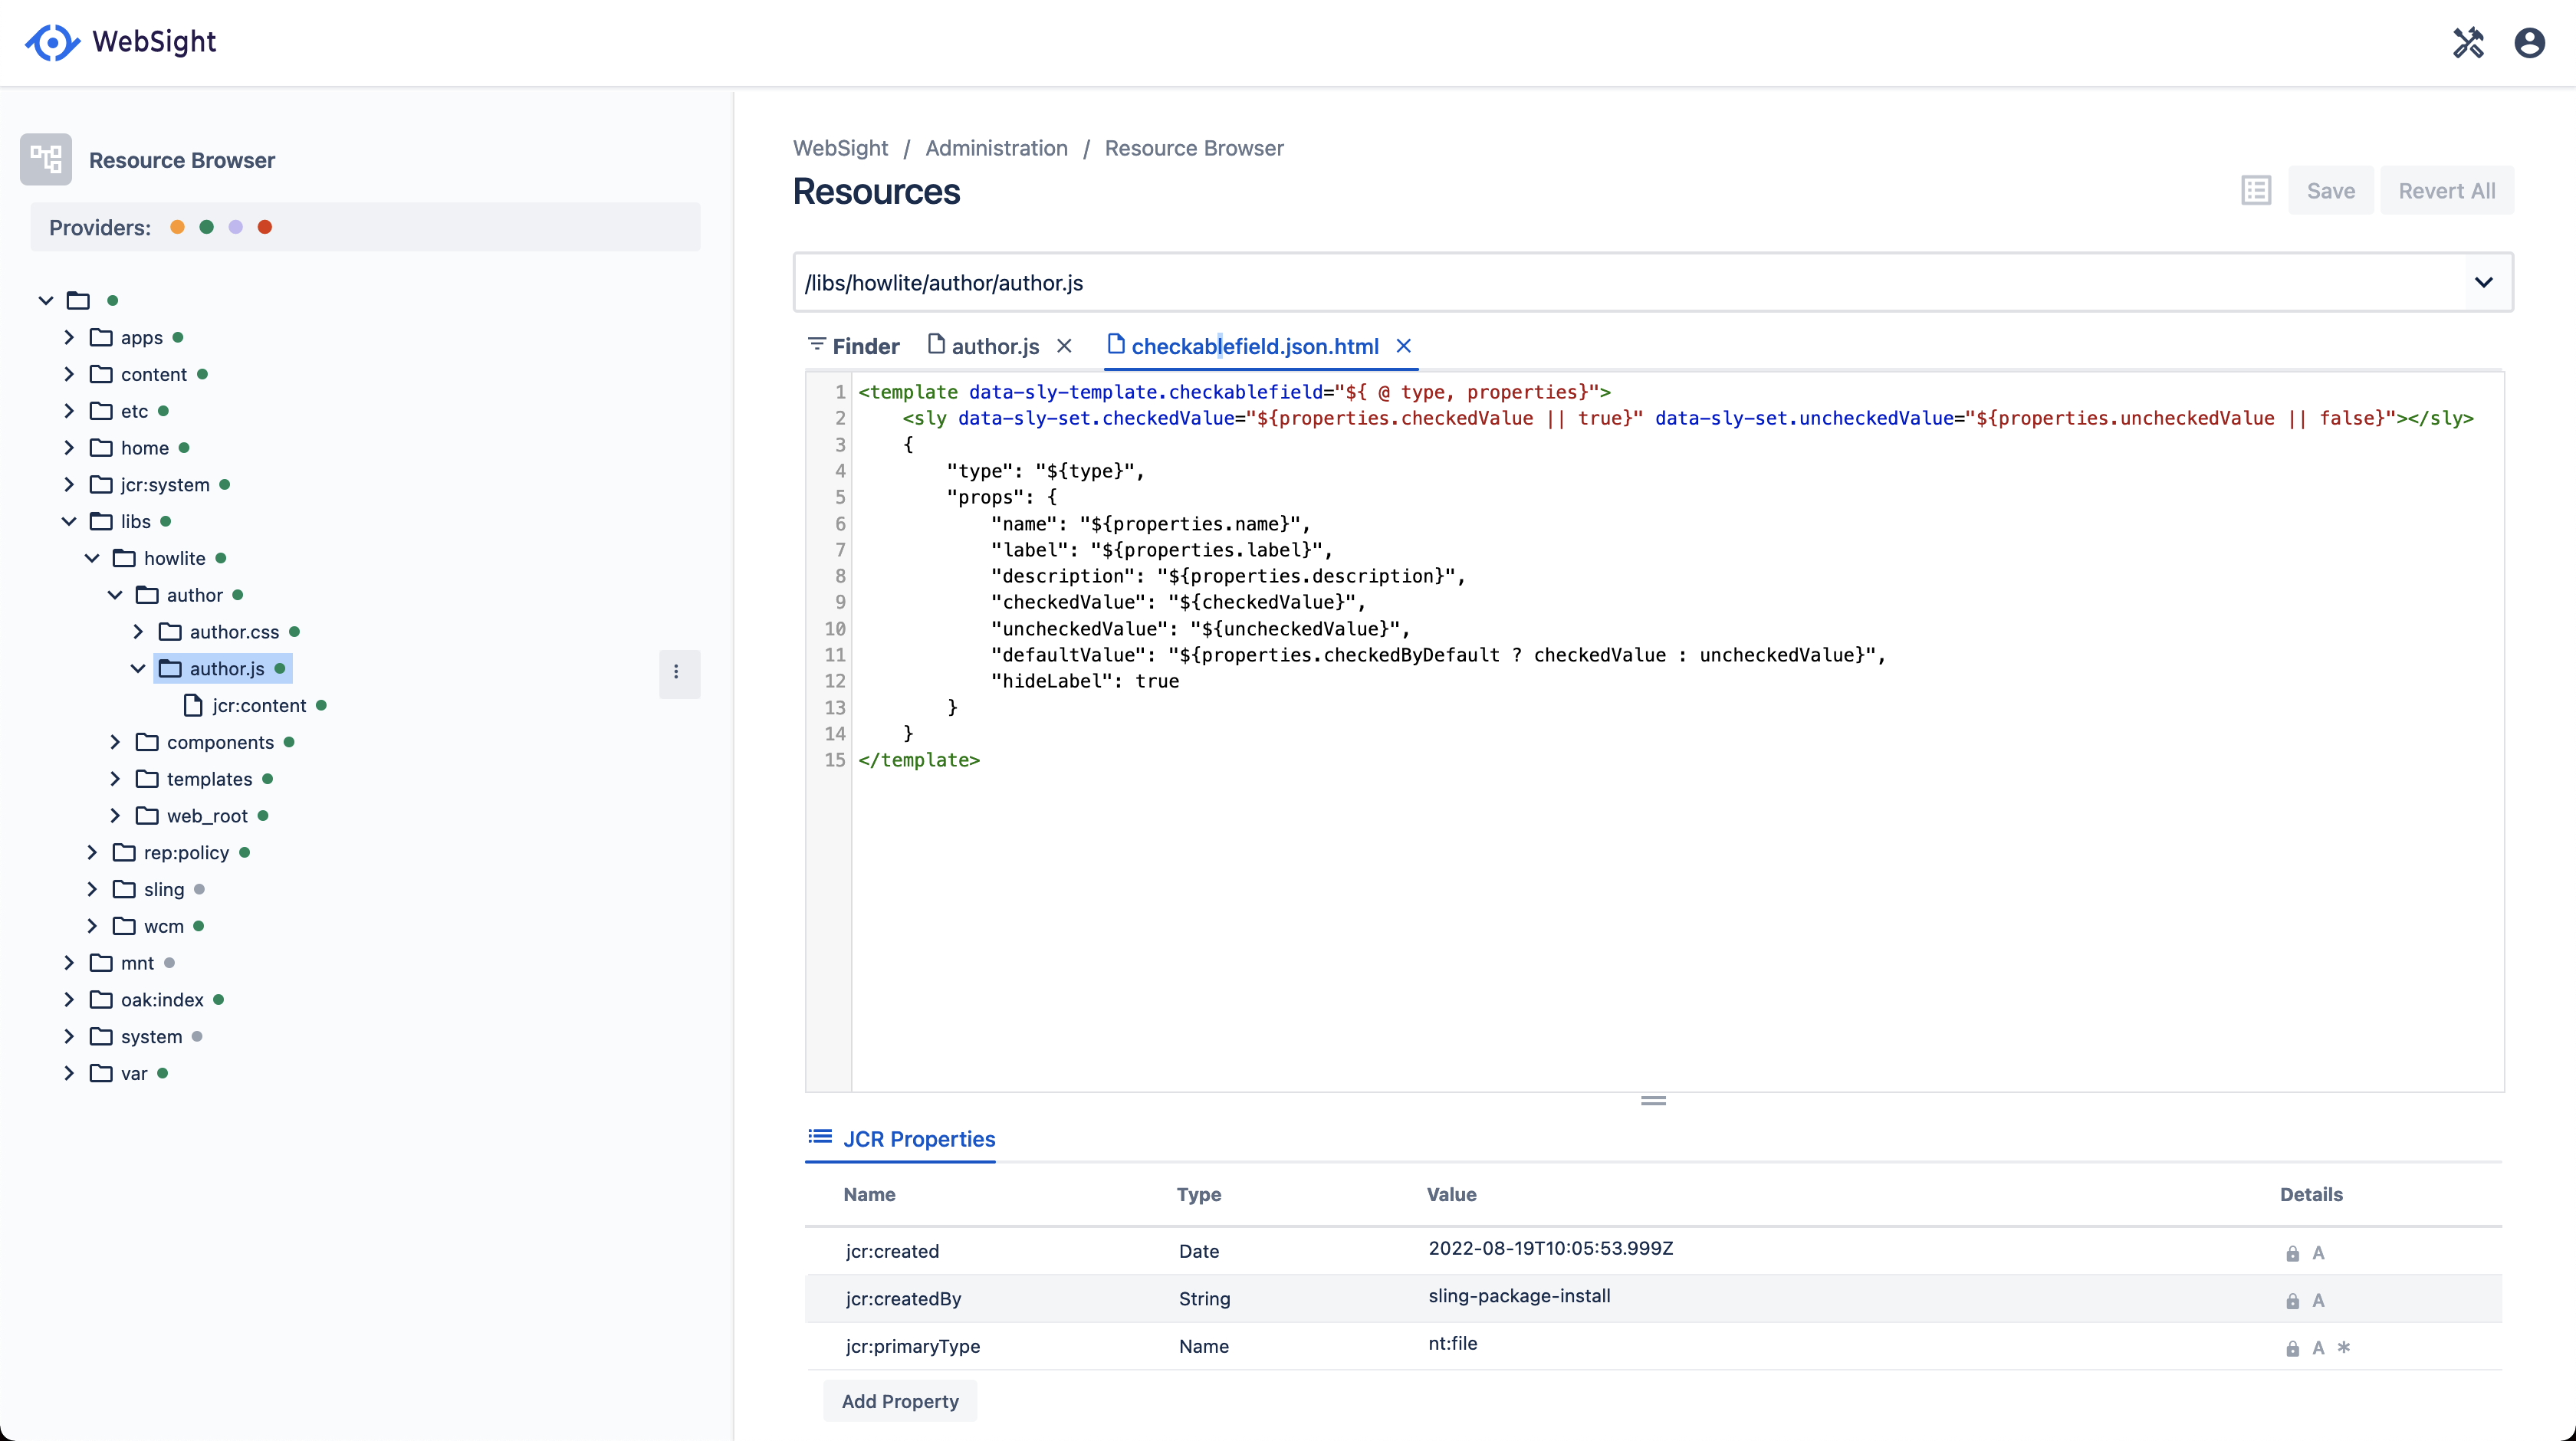 WebSight
Resource Browser
Providers:
apps
content
etc
home
jcr:system
libs
howlite
author
author.css
author.js
jcr:content
components
templates
web_root
rep:policy
sling
wcm
mnt
oak:index
system
var
WebSight / Administration / Resource Browser
Resources
Save Revert All
/libs/howlite/author/author.js
Finder author.js checkablefield.json.html
1 <template data-sly-template.checkablefield="${ @ type, properties}">
2 <sly data-sly-set.checkedValue="${properties.checkedValue || true}" data-sly-set.uncheckedValue="${properties.uncheckedValue || false}"></sly>
3 {
4 "type": "${type}",
5 "props": {
6 "name": "${properties.name}",
7 "label": "${properties.label}",
8 "description": "${properties.description}",
9 "checkedValue": "${checkedValue}",
10 "uncheckedValue": "${uncheckedValue}",
11 "defaultValue": "${properties.checkedByDefault ? checkedValue : uncheckedValue}",
12 "hideLabel": true
13 }
14 }
15 </template>
JCR Properties
Name Type Value Details
jcr:created Date 2022-08-19T10:05:53.999Z A
jcr:createdBy String sling-package-install A
jcr:primaryType Name nt:file A *
Add Property